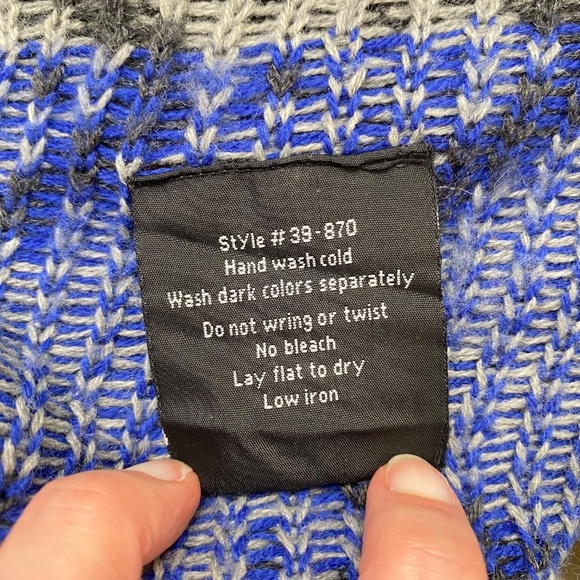 Style # 39-870
Hand wash cold
Wash dark colors separately
Do not wring or twist
No bleach
Lay flat to dry
Low iron